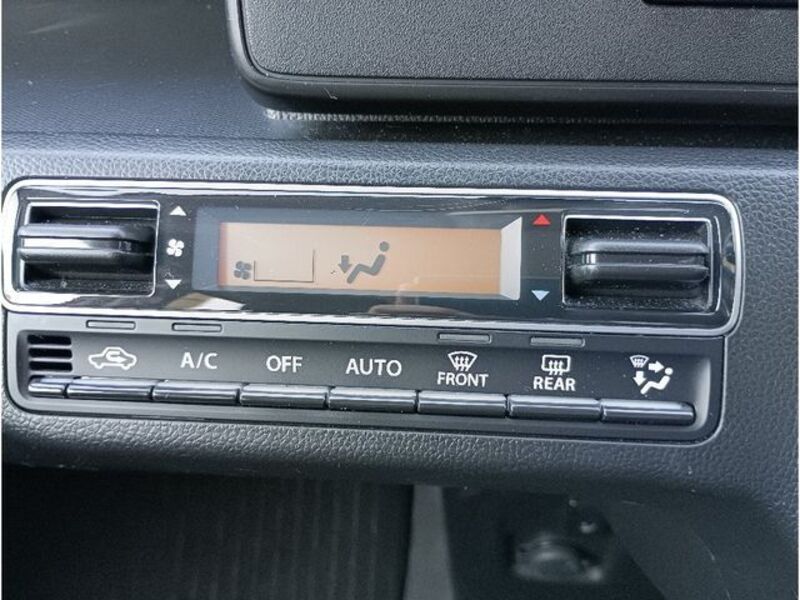 A/C OFF AUTO FRONT REAR